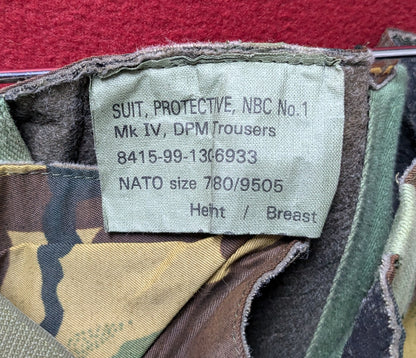 SUIT, PROTECTIVE, NBC No.1
Mk IV, DPM Trousers
8415-99-1306933
NATO size 780/9505
Heht / Breast